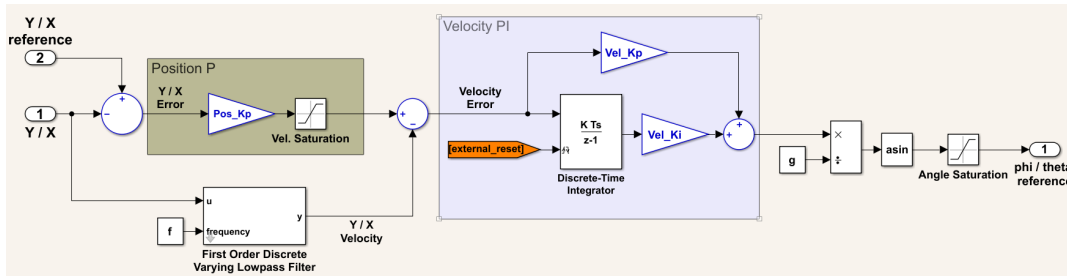 Y / X
reference
2
1
Y / X
Position P
Y / X
Error
Pos_Kp
Vel. Saturation
+
−
f
u
frequency
y
First Order Discrete
Varying Lowpass Filter
Y / X
Velocity
+
−
Velocity
Error
Velocity PI
Vel_Kp
[external_reset]
K Ts
z-1
Discrete-Time
Integrator
Vel_Ki
+
+
g
×
÷
asin
Angle Saturation
1
phi / theta
reference